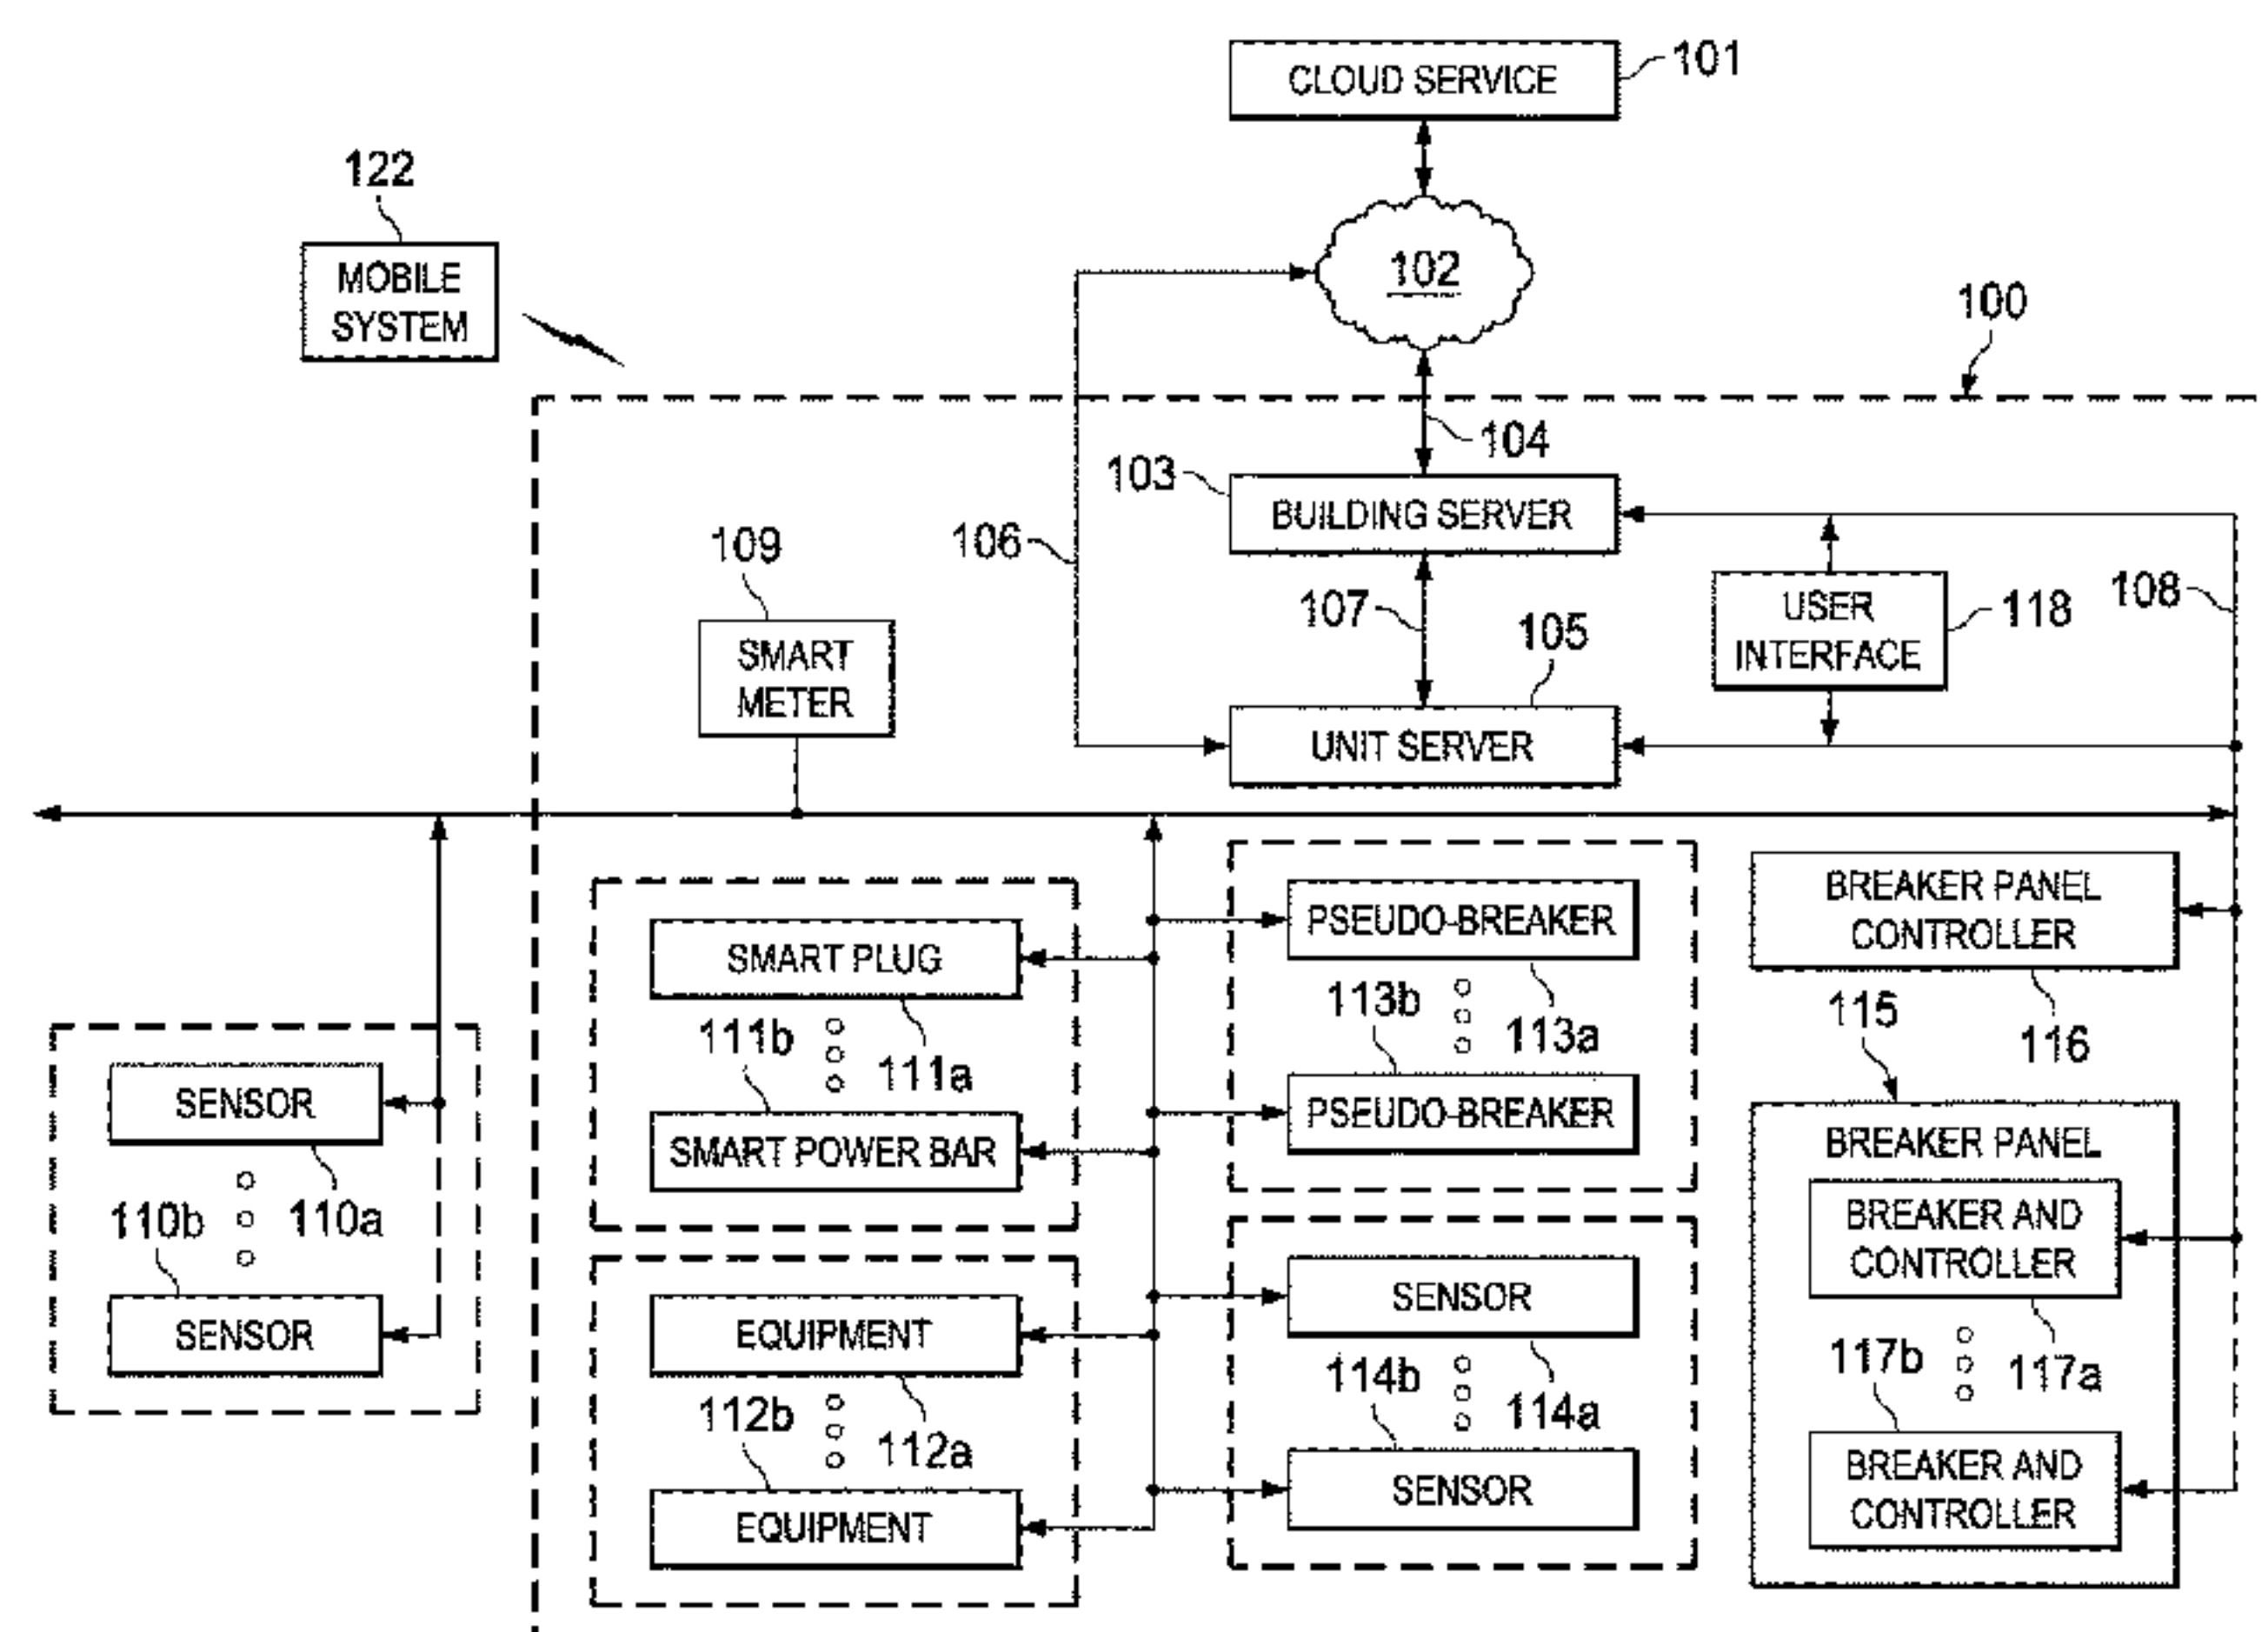 CLOUD SERVICE
101
122
MOBILE
SYSTEM
102
100
104
103
BUILDING SERVER
106
109
SMART
METER
107
105
UNIT SERVER
USER
INTERFACE
118
108
PSEUDO-BREAKER
113b
113a
PSEUDO-BREAKER
BREAKER PANEL
CONTROLLER
116
115
SMART PLUG
111b
111a
SMART POWER BAR
SENSOR
110b
110a
SENSOR
BREAKER PANEL
BREAKER AND
CONTROLLER
117b
117a
BREAKER AND
CONTROLLER
EQUIPMENT
112b
112a
EQUIPMENT
SENSOR
114b
114a
SENSOR